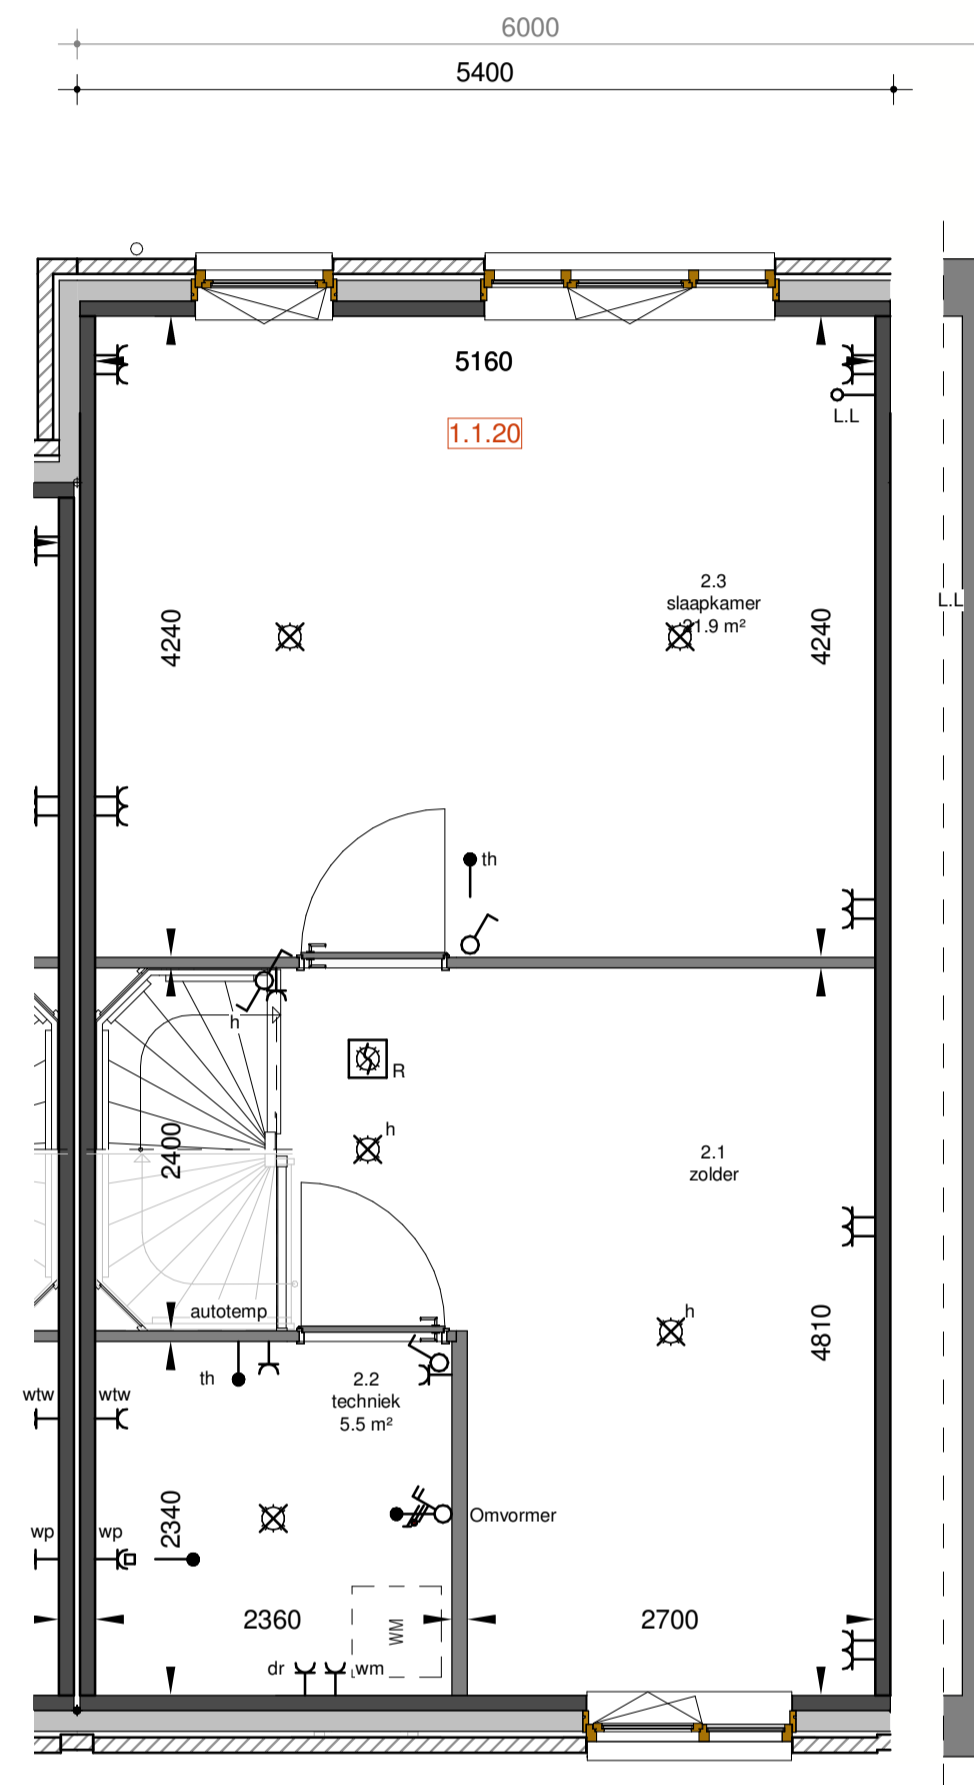 6000
5400
5160
1.1.20
L.L
2.3
slaapkamer
21.9 m²
L.L
4240
4240
th
h
R
h
2400
2.1
zolder
autotemp
h
4810
th
2.2
techniek
5.5 m²
wtw
wtw
Omvormer
2340
wp
wp
2360
WM
2700
dr
wm